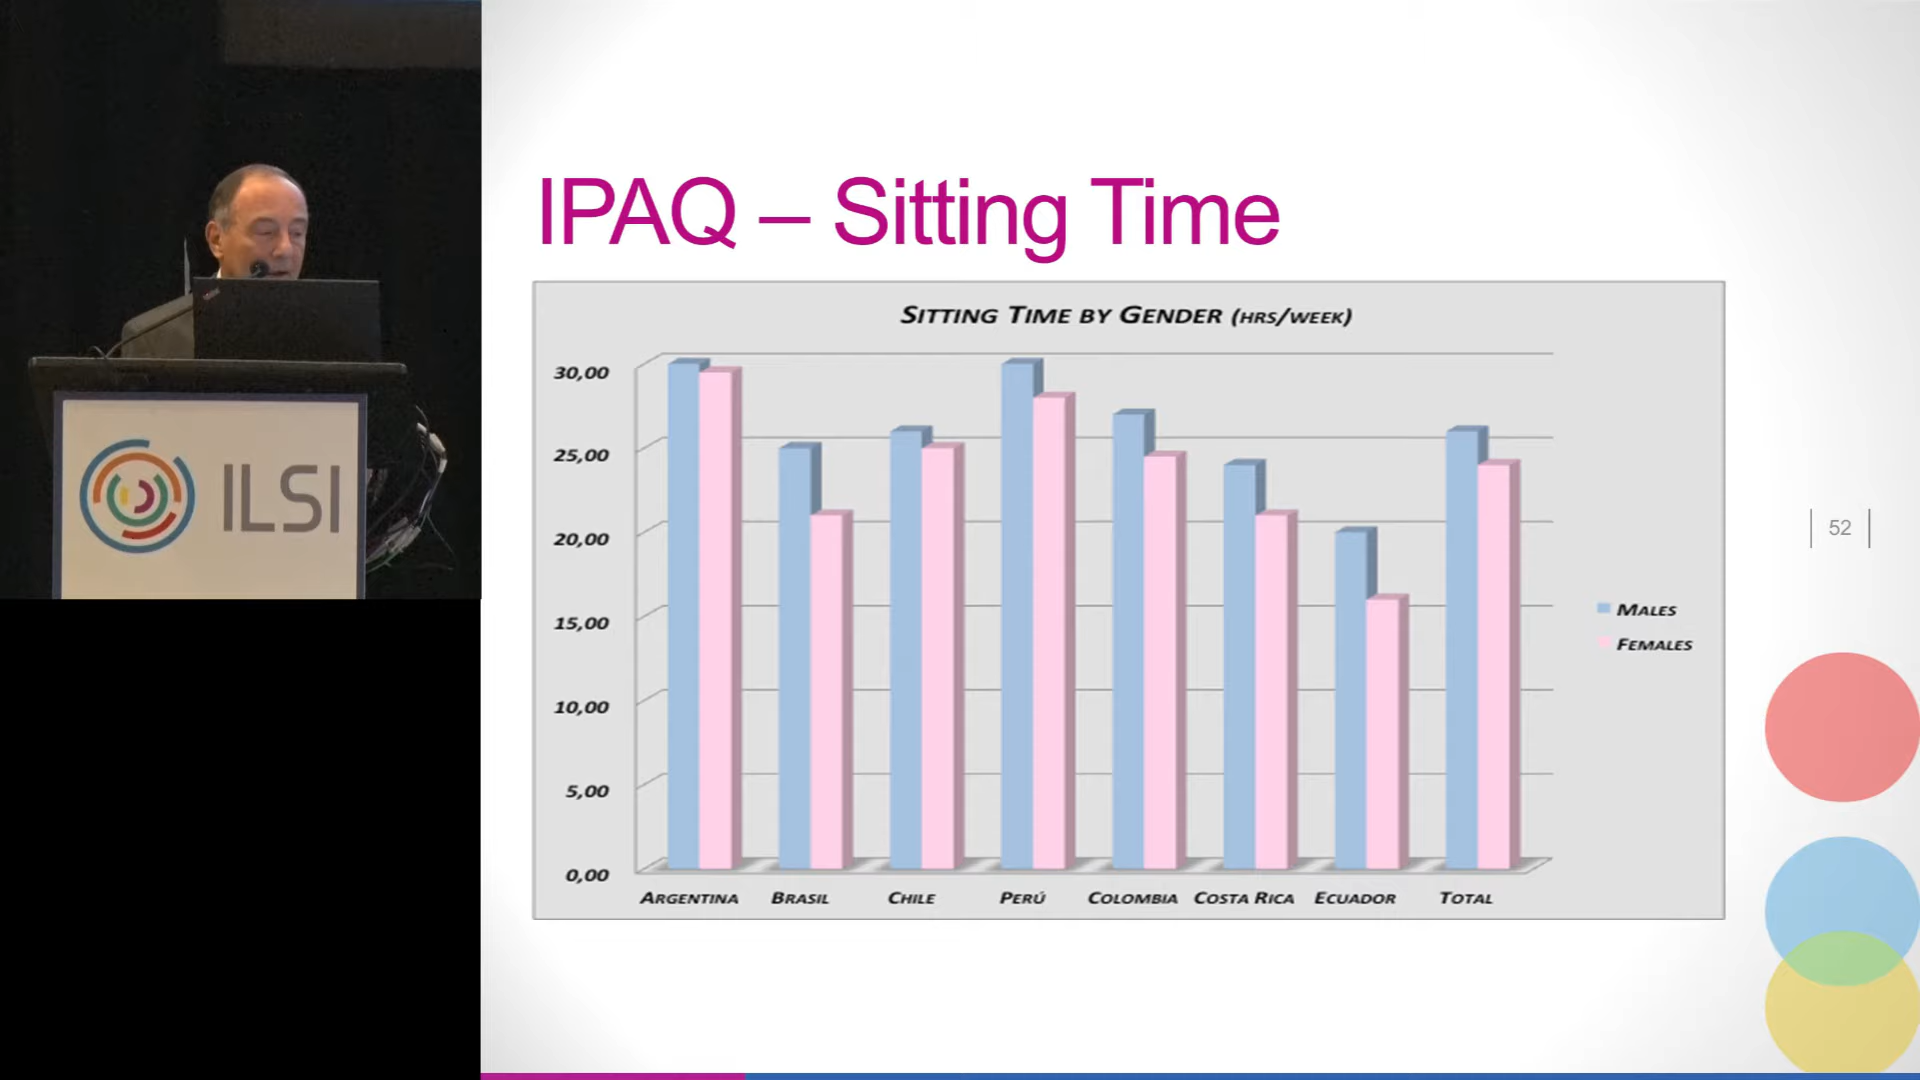 ILSI
IPAQ – Sitting Time
SITTING TIME BY GENDER (HRS/WEEK)
30,00
25,00
20,00
15,00
10,00
5,00
0,00
ARGENTINA BRASIL CHILE PERÚ COLOMBIA COSTA RICA ECUADOR TOTAL
MALES
FEMALES
52